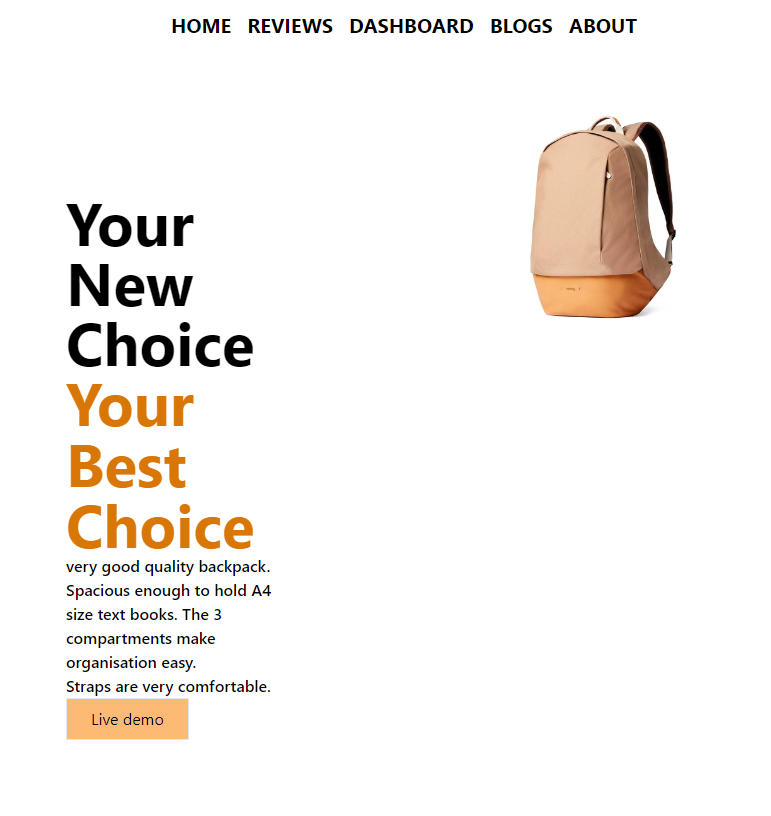 HOME REVIEWS DASHBOARD BLOGS ABOUT
Your
New
Choice
Your
Best
Choice
very good quality backpack.
Spacious enough to hold A4
size text books. The 3
compartments make
organisation easy.
Straps are very comfortable.
Live demo